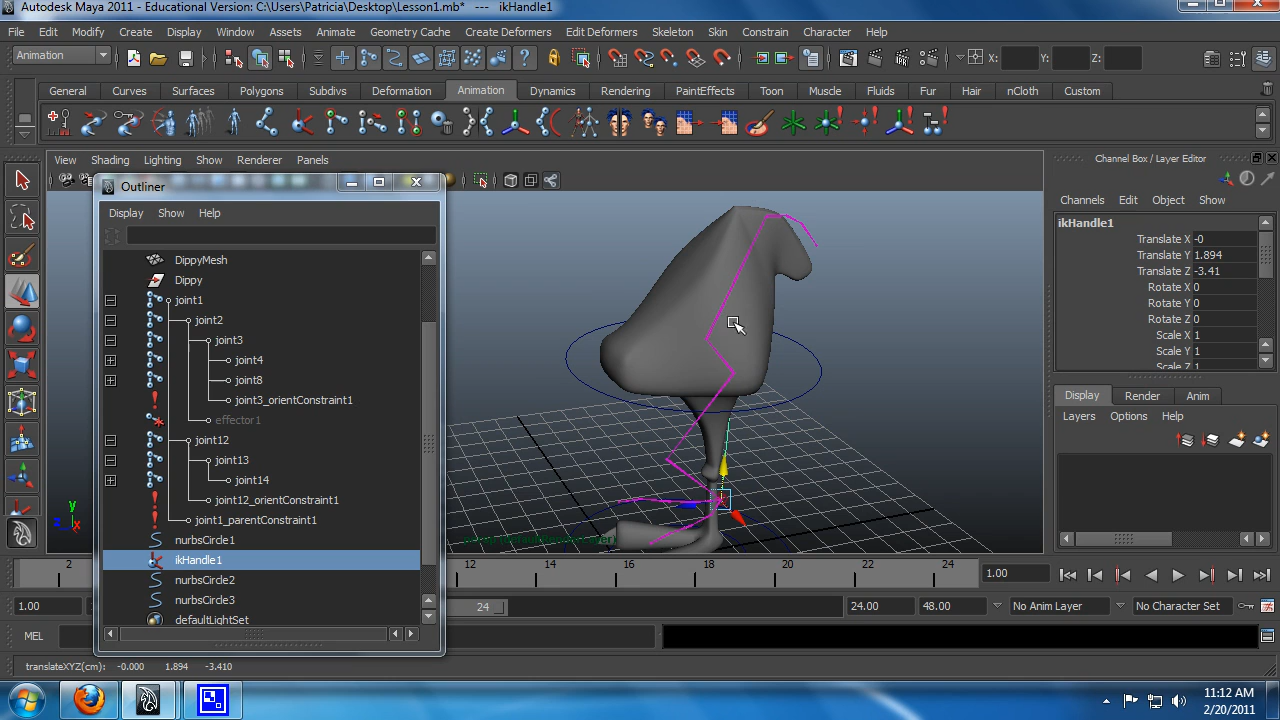 Autodesk Maya 2011 - Educational Version: C:\Users\Patricia\Desktop\Lesson1.mb* --- ikHandle1
File Edit Modify Create Display Window Assets Animate Geometry Cache Create Deformers Edit Deformers Skeleton Skin Constrain Character Help
Animation X: Y: Z:
General Curves Surfaces Polygons Subdivs Deformation Animation Dynamics Rendering PaintEffects Toon Muscle Fluids Fur Hair nCloth Custom
View Shading Lighting Show Renderer Panels
Channel Box / Layer Editor
Outliner
Display Show Help
Channels Edit Object Show
ikHandle1
Translate X -0
Translate Y 1.894
Translate Z -3.41
Rotate X 0
Rotate Y 0
Rotate Z 0
Scale X 1
Scale Y 1
Scale Z 1
DippyMesh
Dippy
joint1
joint2
joint3
joint4
joint8
joint3_orientConstraint1
effector1
joint12
joint13
joint14
joint12_orientConstraint1
joint1_parentConstraint1
nurbsCircle1
ikHandle1
nurbsCircle2
nurbsCircle3
defaultLightSet
Display Render Anim
Layers Options Help
y
z x
2 12 14 16 18 20 22 24 1.00
1.00 24 24.00 48.00 No Anim Layer No Character Set
MEL
translateXYZ(cm): -0.000 1.894 -3.410
11:12 AM
2/20/2011